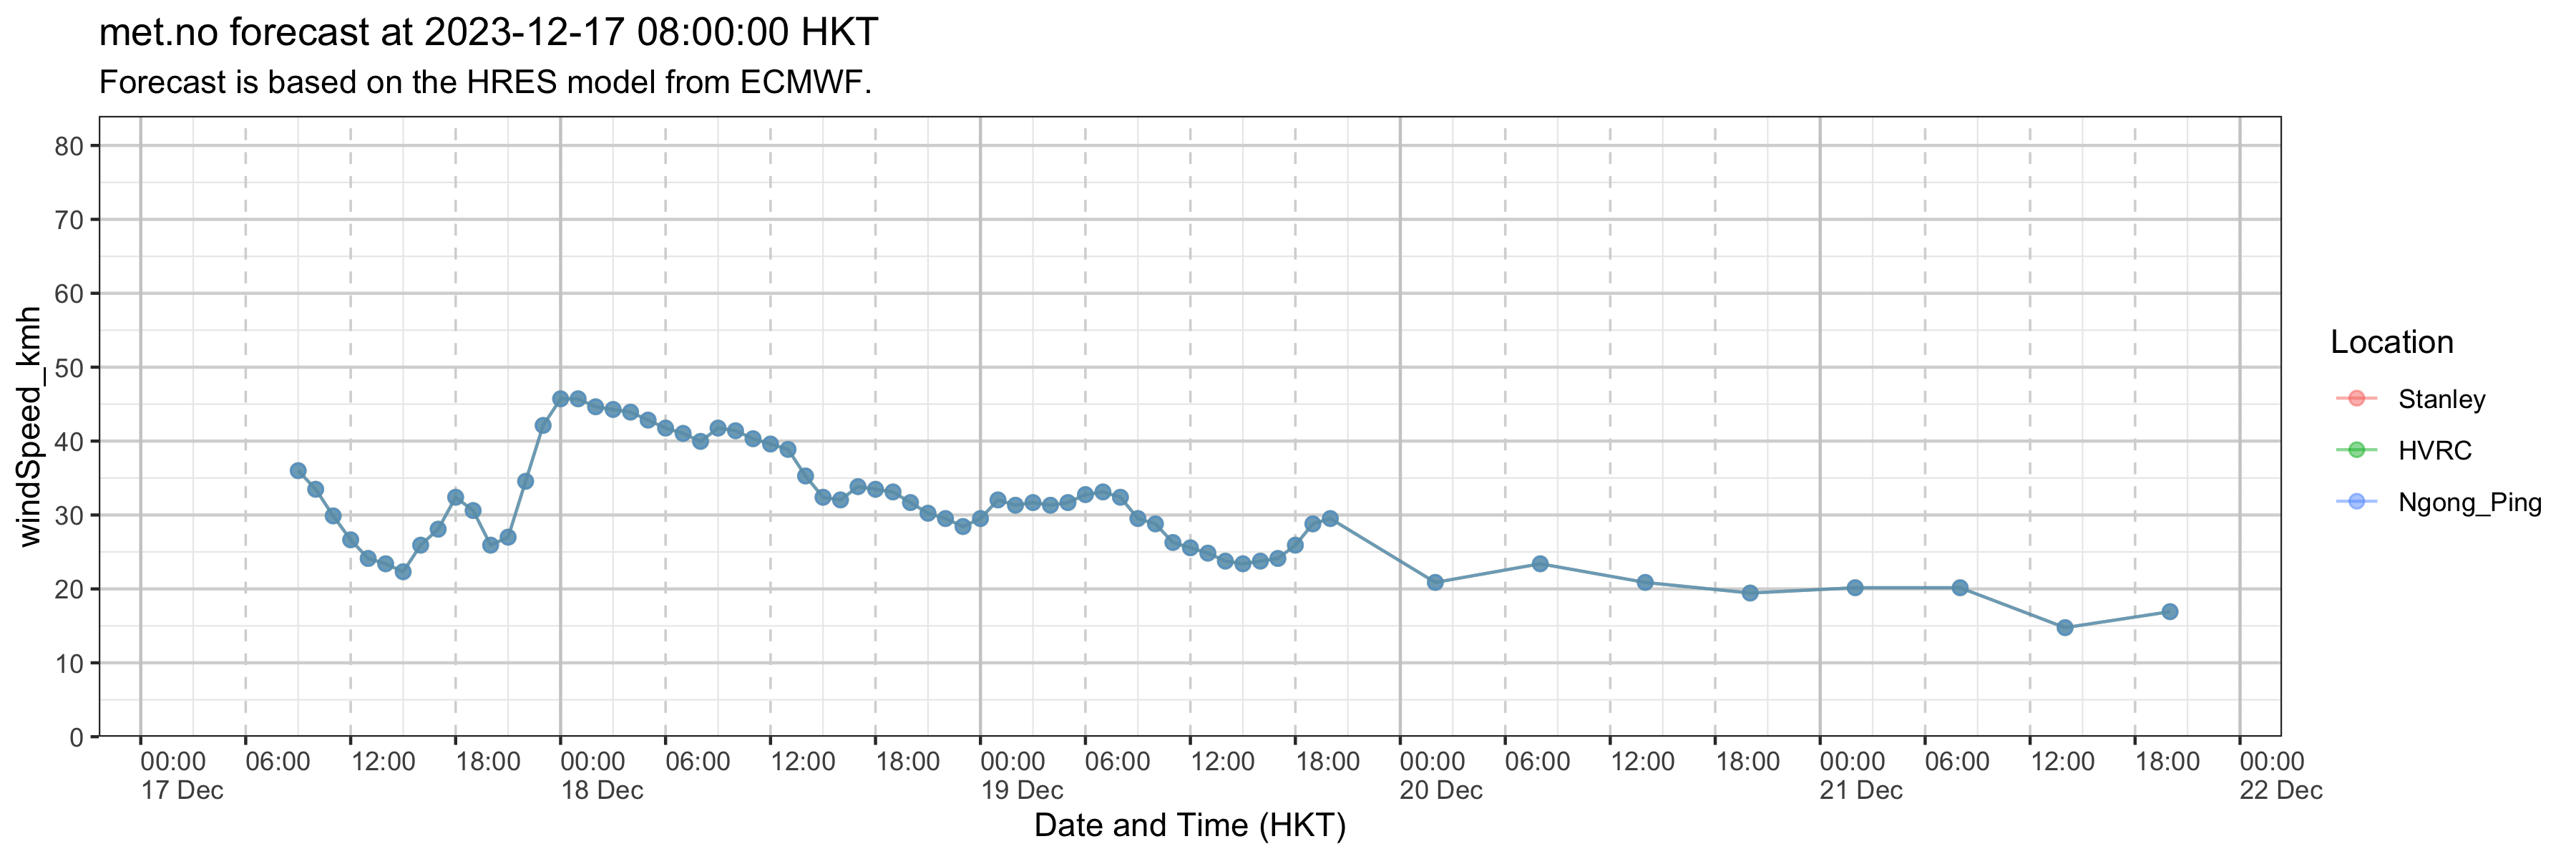 met.no forecast at 2023-12-17 08:00:00 HKT
Forecast is based on the HRES model from ECMWF.
windSpeed_kmh
80
70
60
50
40
30
20
10
0
00:00 06:00 12:00 18:00 00:00 06:00 12:00 18:00 00:00 06:00 12:00 18:00 00:00 06:00 12:00 18:00 00:00 06:00 12:00 18:00 00:00
17 Dec 18 Dec 19 Dec 20 Dec 21 Dec 22 Dec
Date and Time (HKT)
Location
Stanley
HVRC
Ngong_Ping